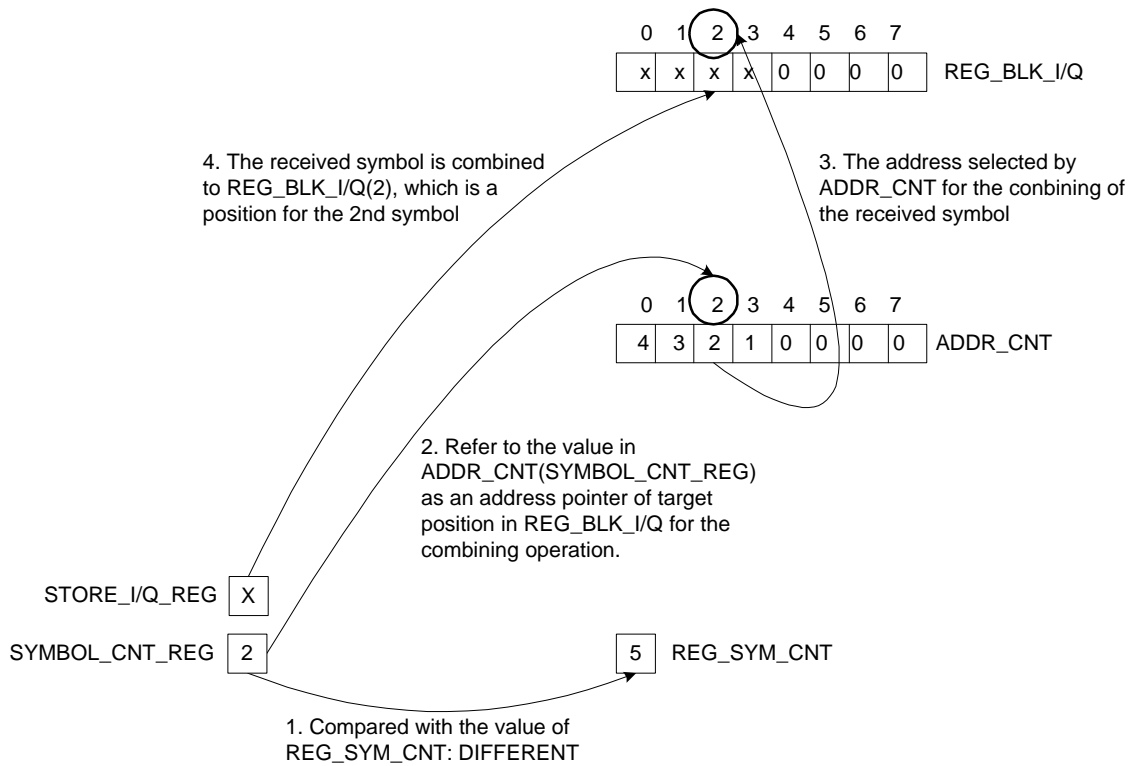 0 1 2 3 4 5 6 7
x x x x 0 0 0 0 REG_BLK_I/Q
4. The received symbol is combined
to REG_BLK_I/Q(2), which is a
position for the 2nd symbol
3. The address selected by
ADDR_CNT for the conbining of
the received symbol
0 1 2 3 4 5 6 7
4 3 2 1 0 0 0 0 ADDR_CNT
2. Refer to the value in
ADDR_CNT(SYMBOL_CNT_REG)
as an address pointer of target
position in REG_BLK_I/Q for the
combining operation.
STORE_I/Q_REG X
SYMBOL_CNT_REG 2
5 REG_SYM_CNT
1. Compared with the value of
REG_SYM_CNT: DIFFERENT